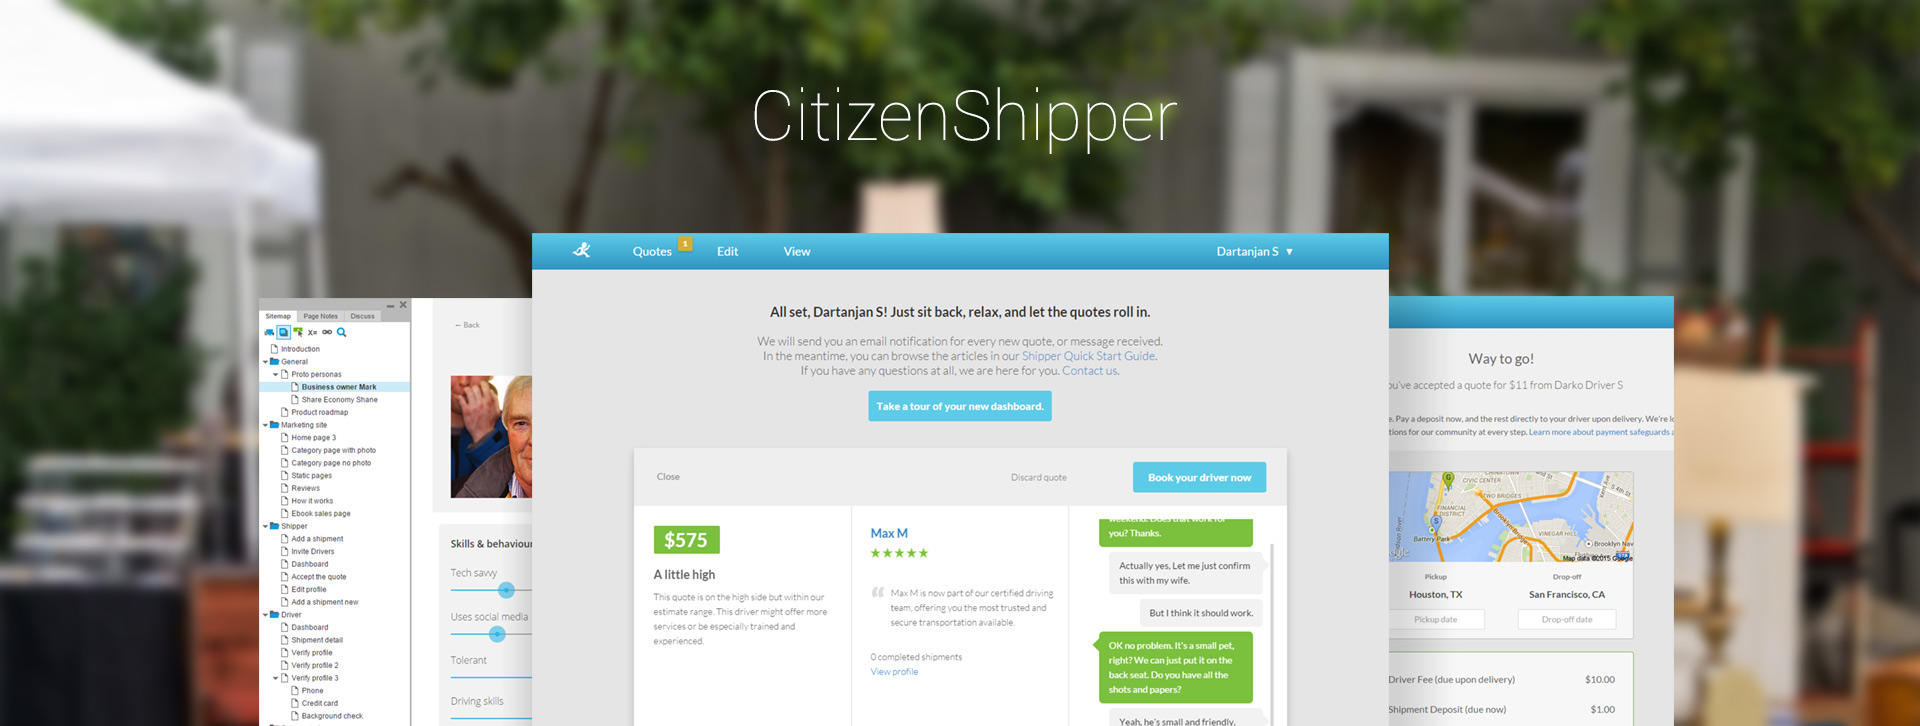 CitizenShipper
Quotes 1 Edit View Dartanjan S ▼
All set, Dartanjan S! Just sit back, relax, and let the quotes roll in.
We will send you an email notification for every new quote, or message received.
In the meantime, you can browse the articles in our Shipper Quick Start Guide.
If you have any questions at all, we are here for you. Contact us.
Take a tour of your new dashboard.
Close Discard quote Book your driver now
$575
A little high
This quote is on the high side but within our
estimate range. This driver might offer more
services or be especially trained and
experienced.
Max M
★★★★★
“ Max M is now part of our certified driving
team, offering you the most trusted and
secure transportation available.
0 completed shipments
View profile
weekend. Does that work for
you? Thanks.
Actually yes, Let me just confirm
this with my wife.
But I think it should work.
OK no problem. It's a small pet,
right? We can just put it on the
back seat. Do you have all the
shots and papers?
Yeah, he's small and friendly.
Sitemap Page Notes Discuss
X=
Introduction
General
Proto personas
Business owner Mark
Share Economy Shane
Product roadmap
Marketing site
Home page 3
Category page with photo
Category page no photo
Static pages
Reviews
How it works
Ebook sales page
Shipper
Add a shipment
Invite Drivers
Dashboard
Accept the quote
Edit profile
Add a shipment new
Driver
Dashboard
Shipment detail
Verify profile
Verify profile 2
Verify profile 3
Phone
Credit card
Background check
← Back
Skills & behaviour
Tech savvy
Uses social media
Tolerant
Driving skills
Way to go!
ou've accepted a quote for $11 from Darko Driver S
e. Pay a deposit now, and the rest directly to your driver upon delivery. We're lo
tions for our community at every step. Learn more about payment safeguards a
CHINATOWN
CIVIC CENTER
TWO BRIDGES
FINANCIAL
DISTRICT
Battery Park
VINEGAR HILL
Brooklyn Nav
S 4th St
Kent Ave
G
S
Map data ©2015 Google
Pickup Drop-off
Houston, TX San Francisco, CA
Pickup date Drop-off date
Driver Fee (due upon delivery) $10.00
Shipment Deposit (due now) $1.00